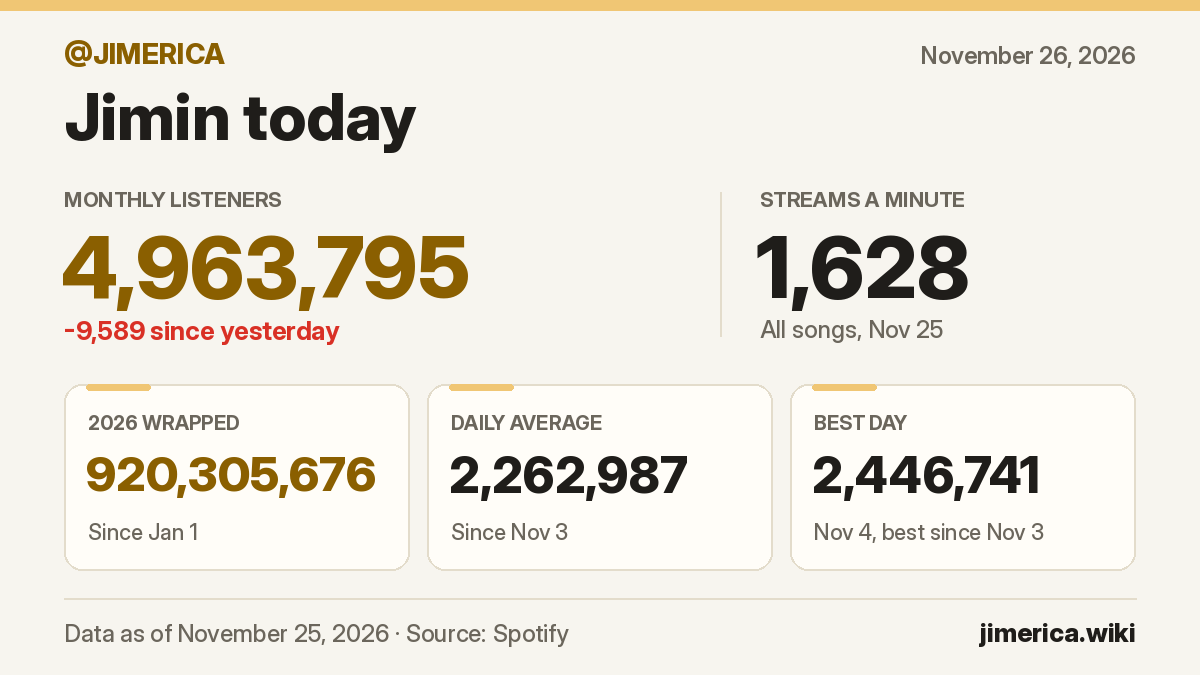 @JIMERICA
November 26, 2026
Jimin today
MONTHLY LISTENERS
4,963,795
-9,589 since yesterday
STREAMS A MINUTE
1,628
All songs, Nov 25
2026 WRAPPED
920,305,676
Since Jan 1
DAILY AVERAGE
2,262,987
Since Nov 3
BEST DAY
2,446,741
Nov 4, best since Nov 3
Data as of November 25, 2026 · Source: Spotify
jimerica.wiki